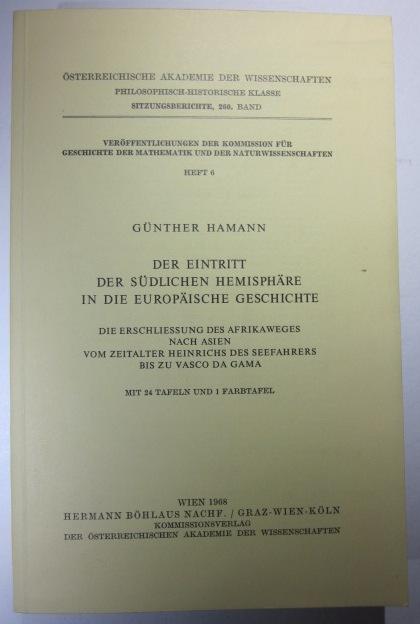 ÖSTERREICHISCHE AKADEMIE DER WISSENSCHAFTEN
PHILOSOPHISCH-HISTORISCHE KLASSE
SITZUNGSBERICHTE, 260. BAND
VERÖFFENTLICHUNGEN DER KOMMISSION FÜR
GESCHICHTE DER MATHEMATIK UND DER NATURWISSENSCHAFTEN
HEFT 6
GÜNTHER HAMANN
DER EINTRITT
DER SÜDLICHEN HEMISPHÄRE
IN DIE EUROPÄISCHE GESCHICHTE
DIE ERSCHLIESSUNG DES AFRIKAWEGES
NACH ASIEN
VOM ZEITALTER HEINRICHS DES SEEFAHRERS
BIS ZU VASCO DA GAMA
MIT 24 TAFELN UND 1 FARBTAFEL
WIEN 1968
HERMANN BÖHLAUS NACHF. / GRAZ-WIEN-KÖLN
KOMMISSIONSVERLAG
DER ÖSTERREICHISCHEN AKADEMIE DER WISSENSCHAFTEN